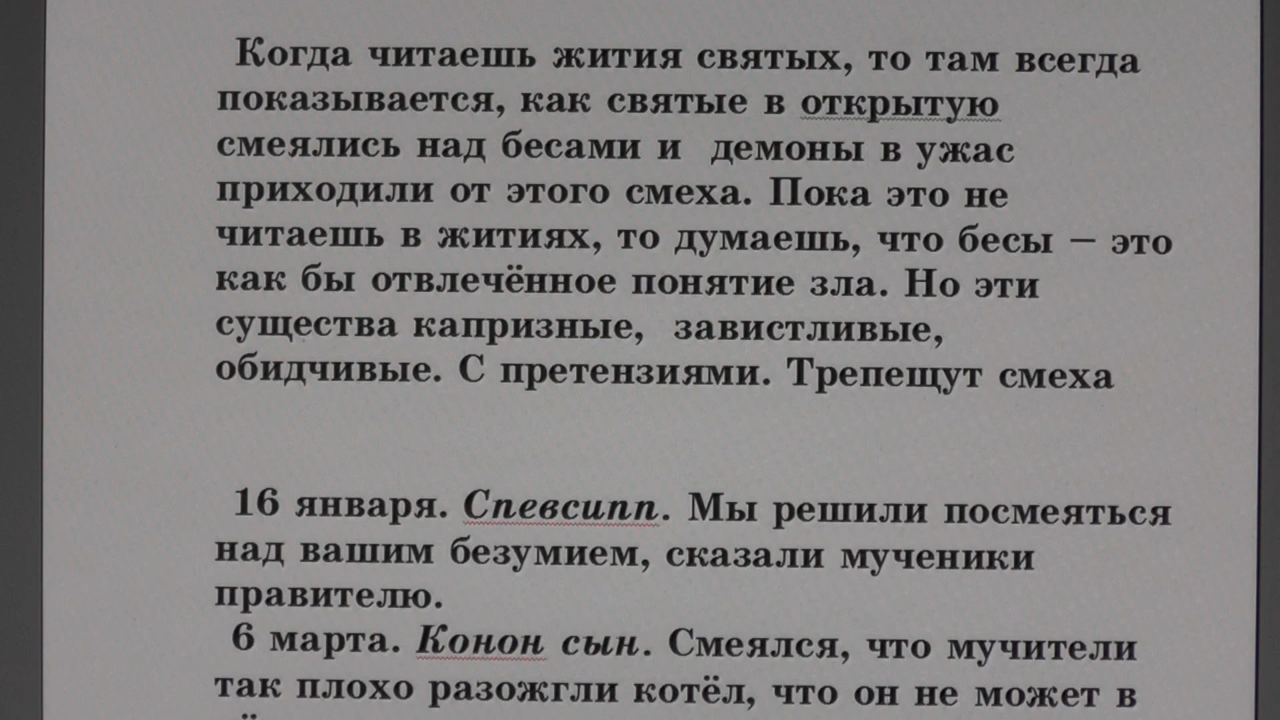 Когда читаешь жития святых, то там всегда
показывается, как святые в открытую
смеялись над бесами и  демоны в ужас
приходили от этого смеха. Пока это не
читаешь в житиях, то думаешь, что бесы – это
как бы отвлечённое понятие зла. Но эти
существа капризные,  завистливые,
обидчивые. С претензиями. Трепещут смеха
16 января. Спевсипп. Мы решили посмеяться
над вашим безумием, сказали мученики
правителю.
6 марта. Конон сын. Смеялся, что мучители
так плохо разожгли котёл, что он не может в